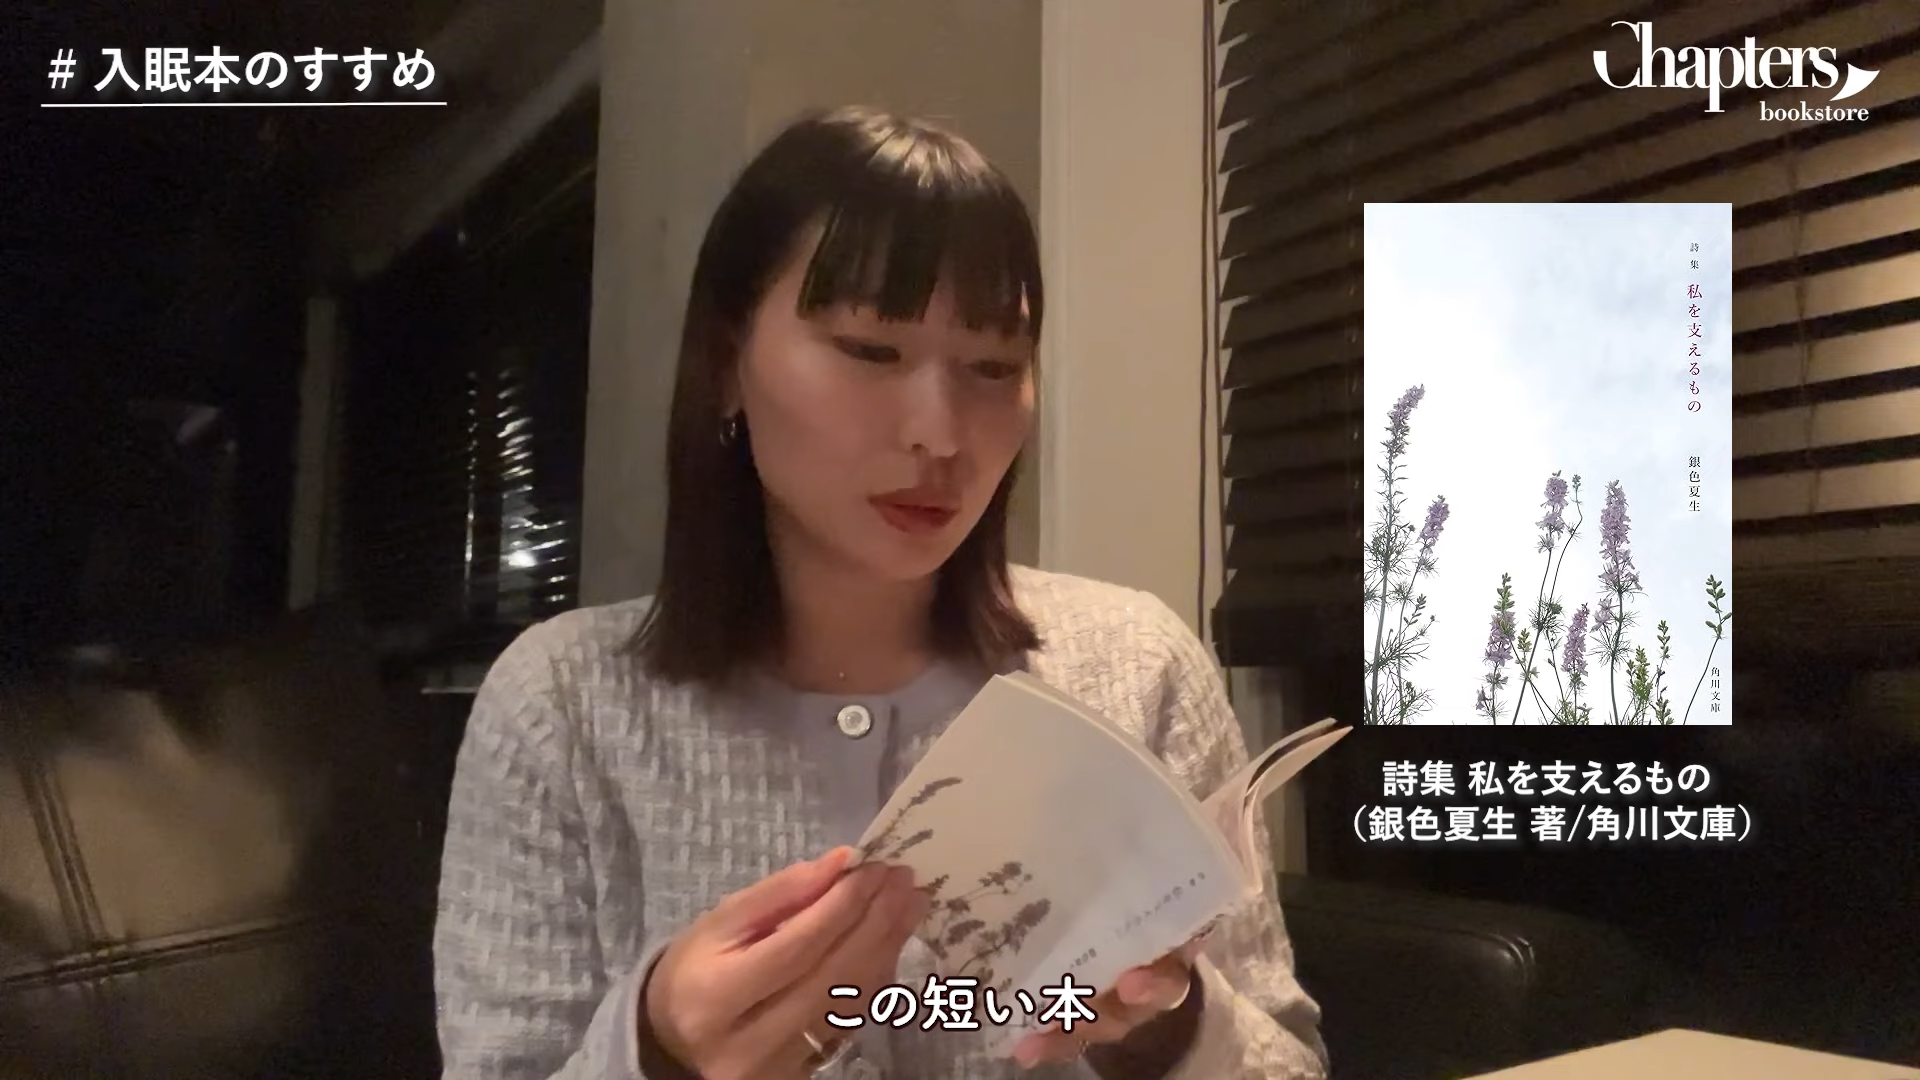 # 入眠本のすすめ
Chapters
bookstore
詩集 私を支えるもの
銀色夏生
角川文庫
詩集 私を支えるもの
（銀色夏生 著/角川文庫）
この短い本